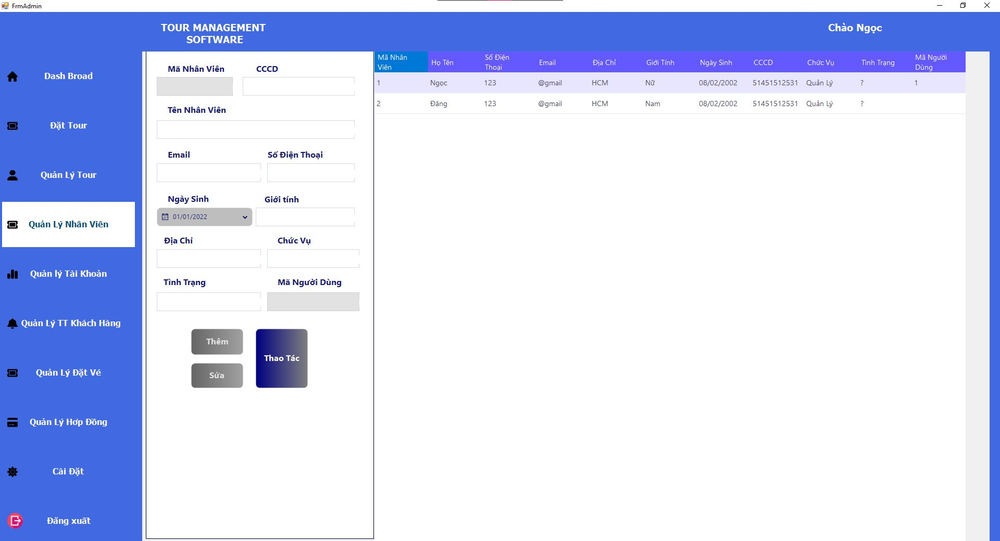 FrmAdmin
TOUR MANAGEMENT
SOFTWARE
Chào Ngọc
Dash Broad
Đặt Tour
Quản Lý Tour
Quản Lý Nhân Viên
Quản lý Tài Khoản
Quản Lý TT Khách Hàng
Quản Lý Đặt Vé
Quản Lý Hợp Đồng
Cài Đặt
Đăng xuất
Mã Nhân Viên CCCD
Tên Nhân Viên
Email Số Điện Thoại
Ngày Sinh Giới tính
01/01/2022
Địa Chỉ Chức Vụ
Tình Trạng Mã Người Dùng
Thêm
Sửa
Thao Tác
Mã Nhân Viên Họ Tên Số Điện Thoại Email Địa Chỉ Giới Tính Ngày Sinh CCCD Chức Vụ Tình Trạng Mã Người Dùng
1 Ngọc 123 @gmail HCM Nữ 08/02/2002 51451512531 Quản Lý ? 1
2 Đăng 123 @gmail HCM Nam 08/02/2002 51451512531 Quản Lý ?